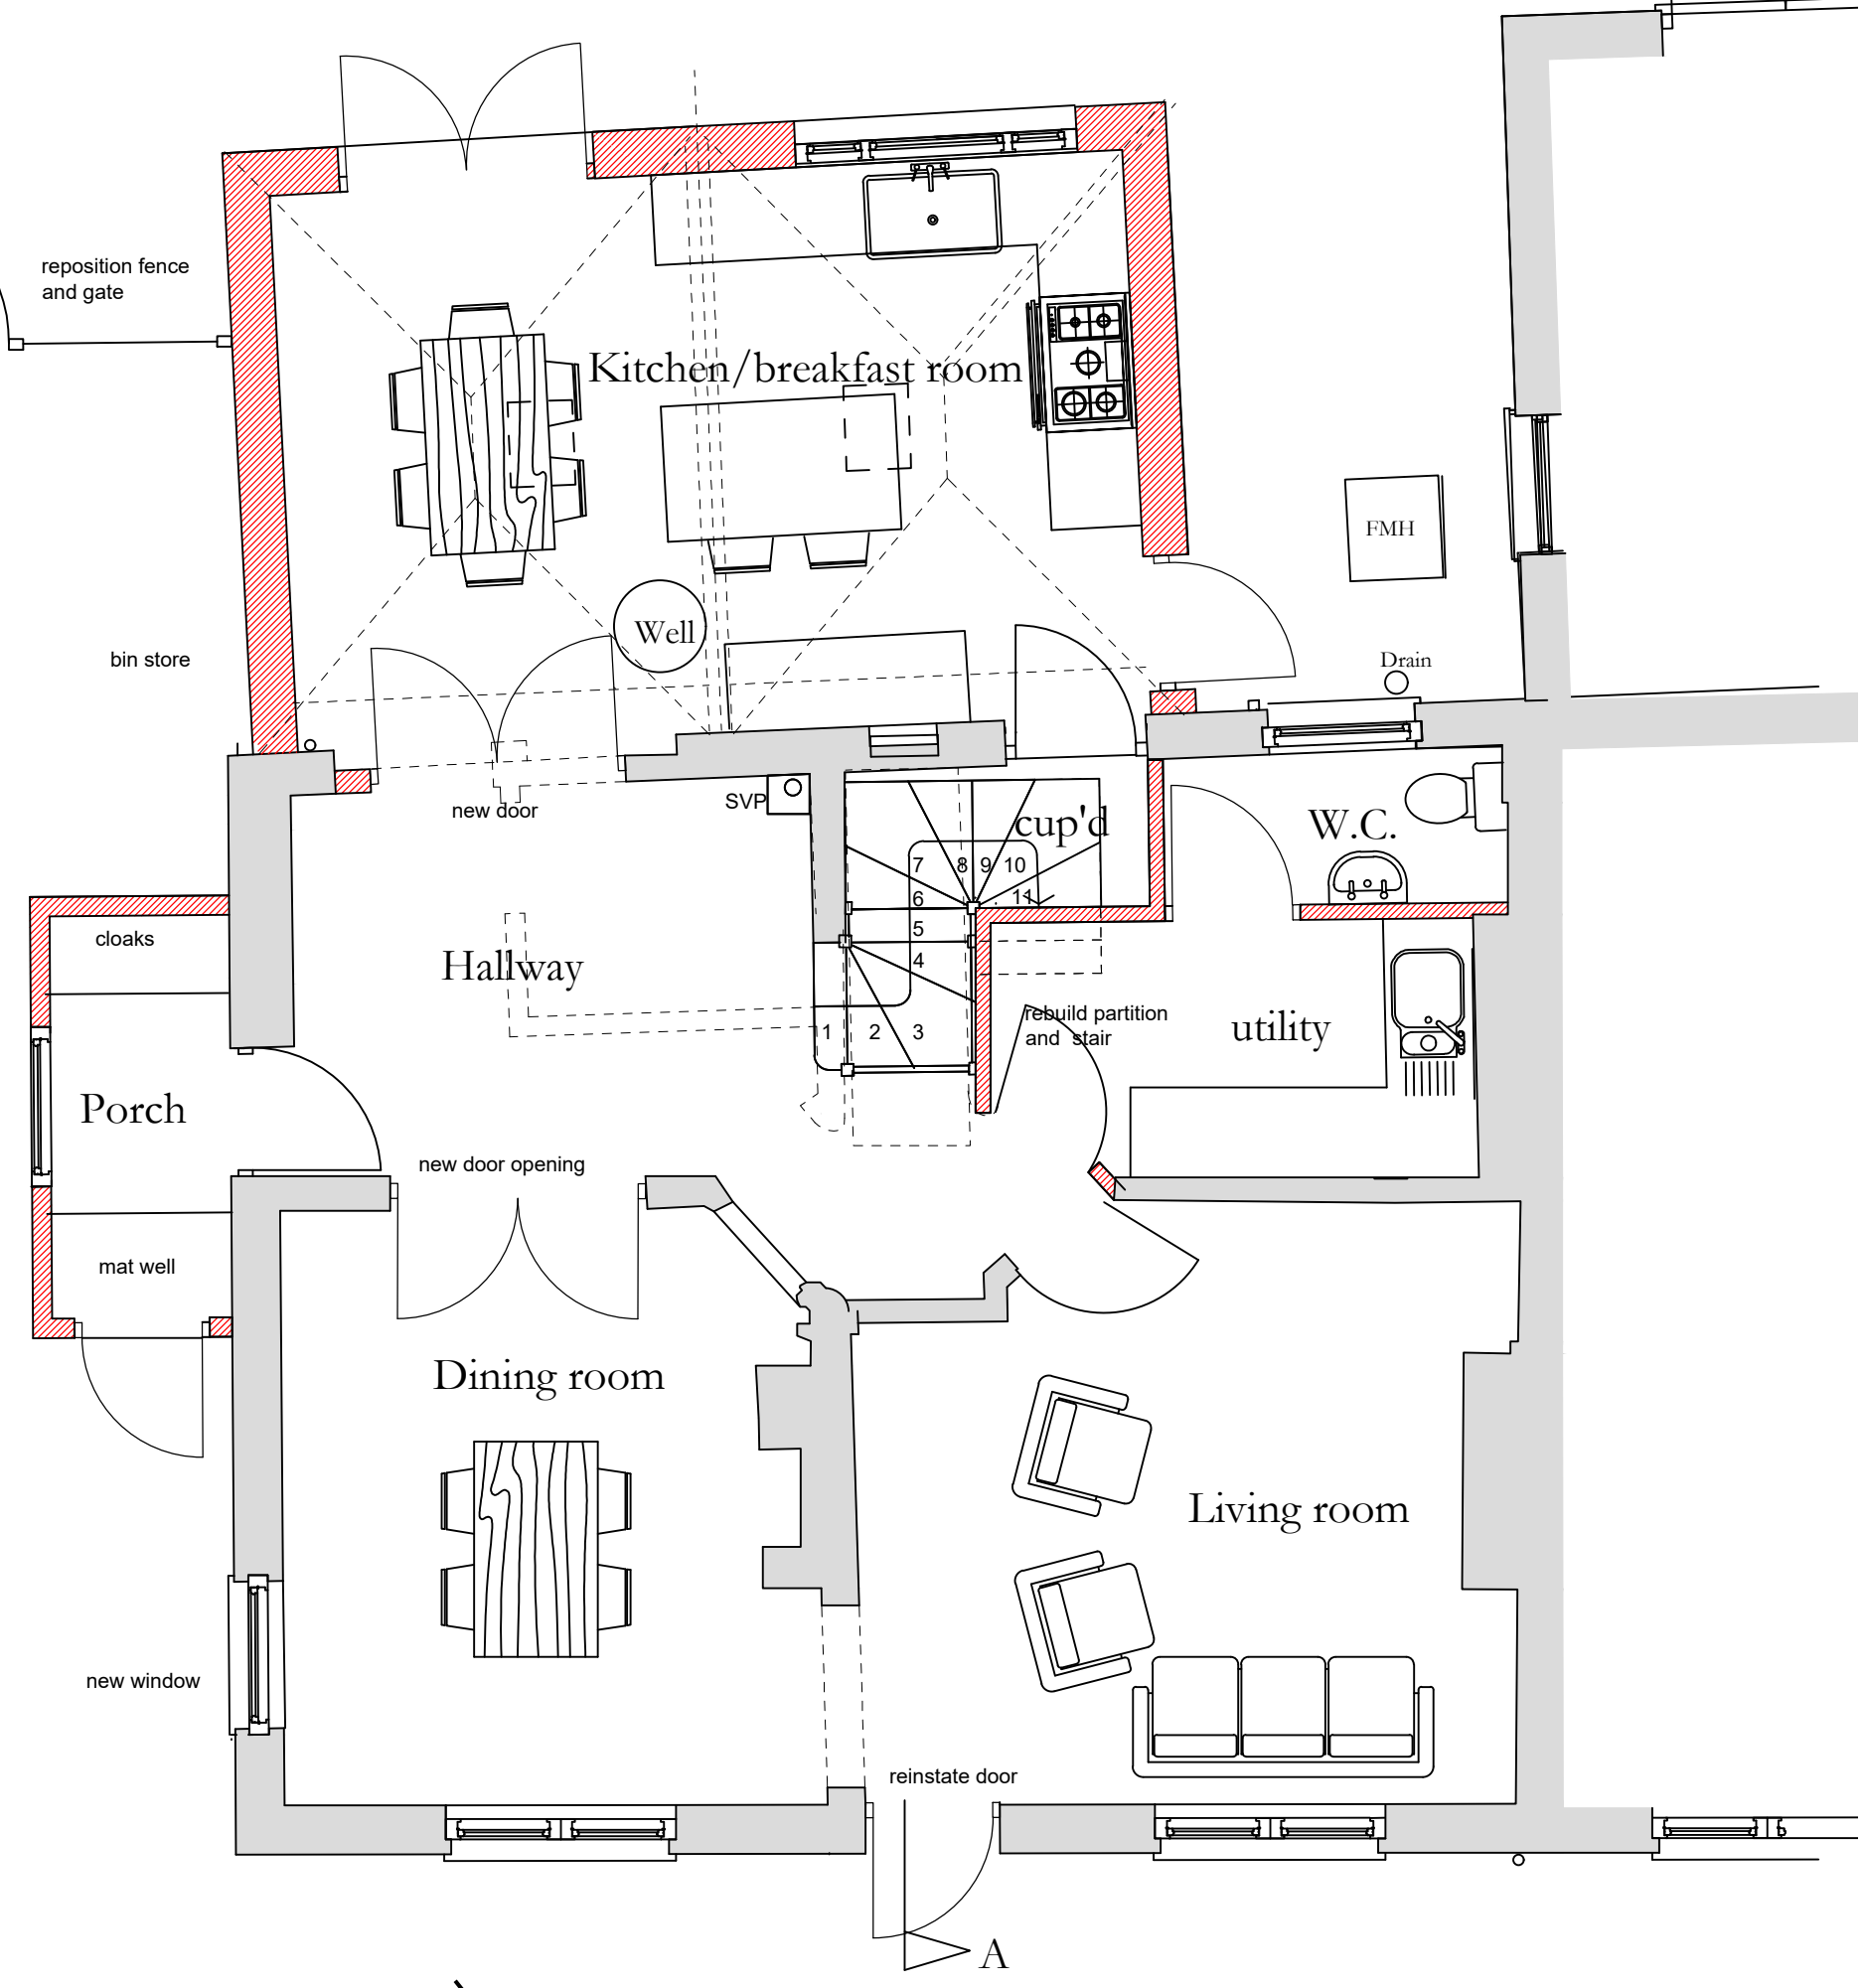 reposition fence
and gate
Kitchen/breakfast room
FMH
Well
bin store
Drain
new door
SVP
cup'd
W.C.
7 8 9 10
6 11
5
4
cloaks
Hallway
rebuild partition
and stair
utility
1 2 3
Porch
new door opening
mat well
Dining room
Living room
new window
reinstate door
A